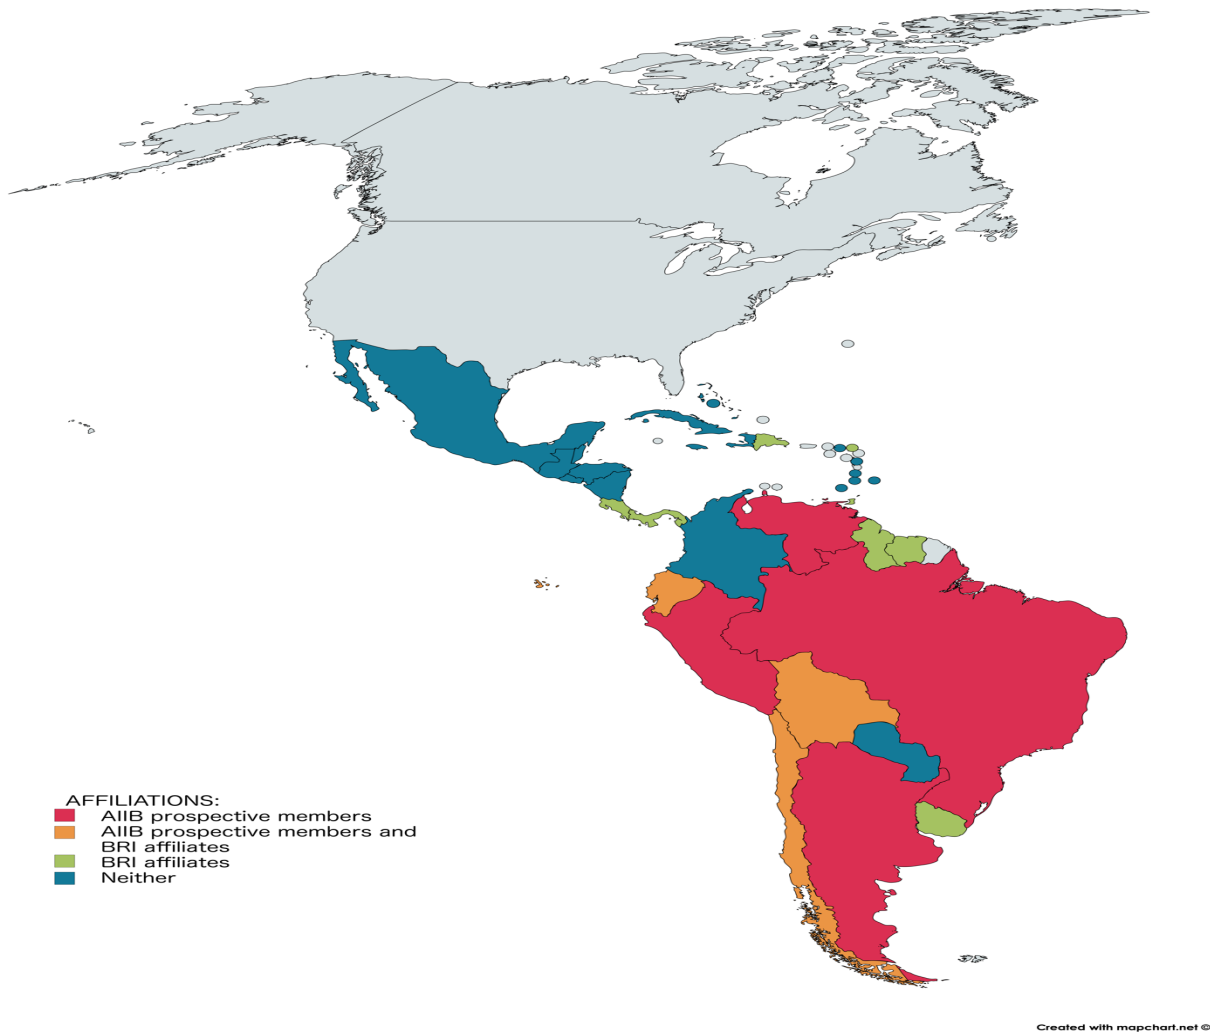 AFFILIATIONS:
AIIB prospective members
AIIB prospective members and
BRI affiliates
BRI affiliates
Neither
Created with mapchart.net ©